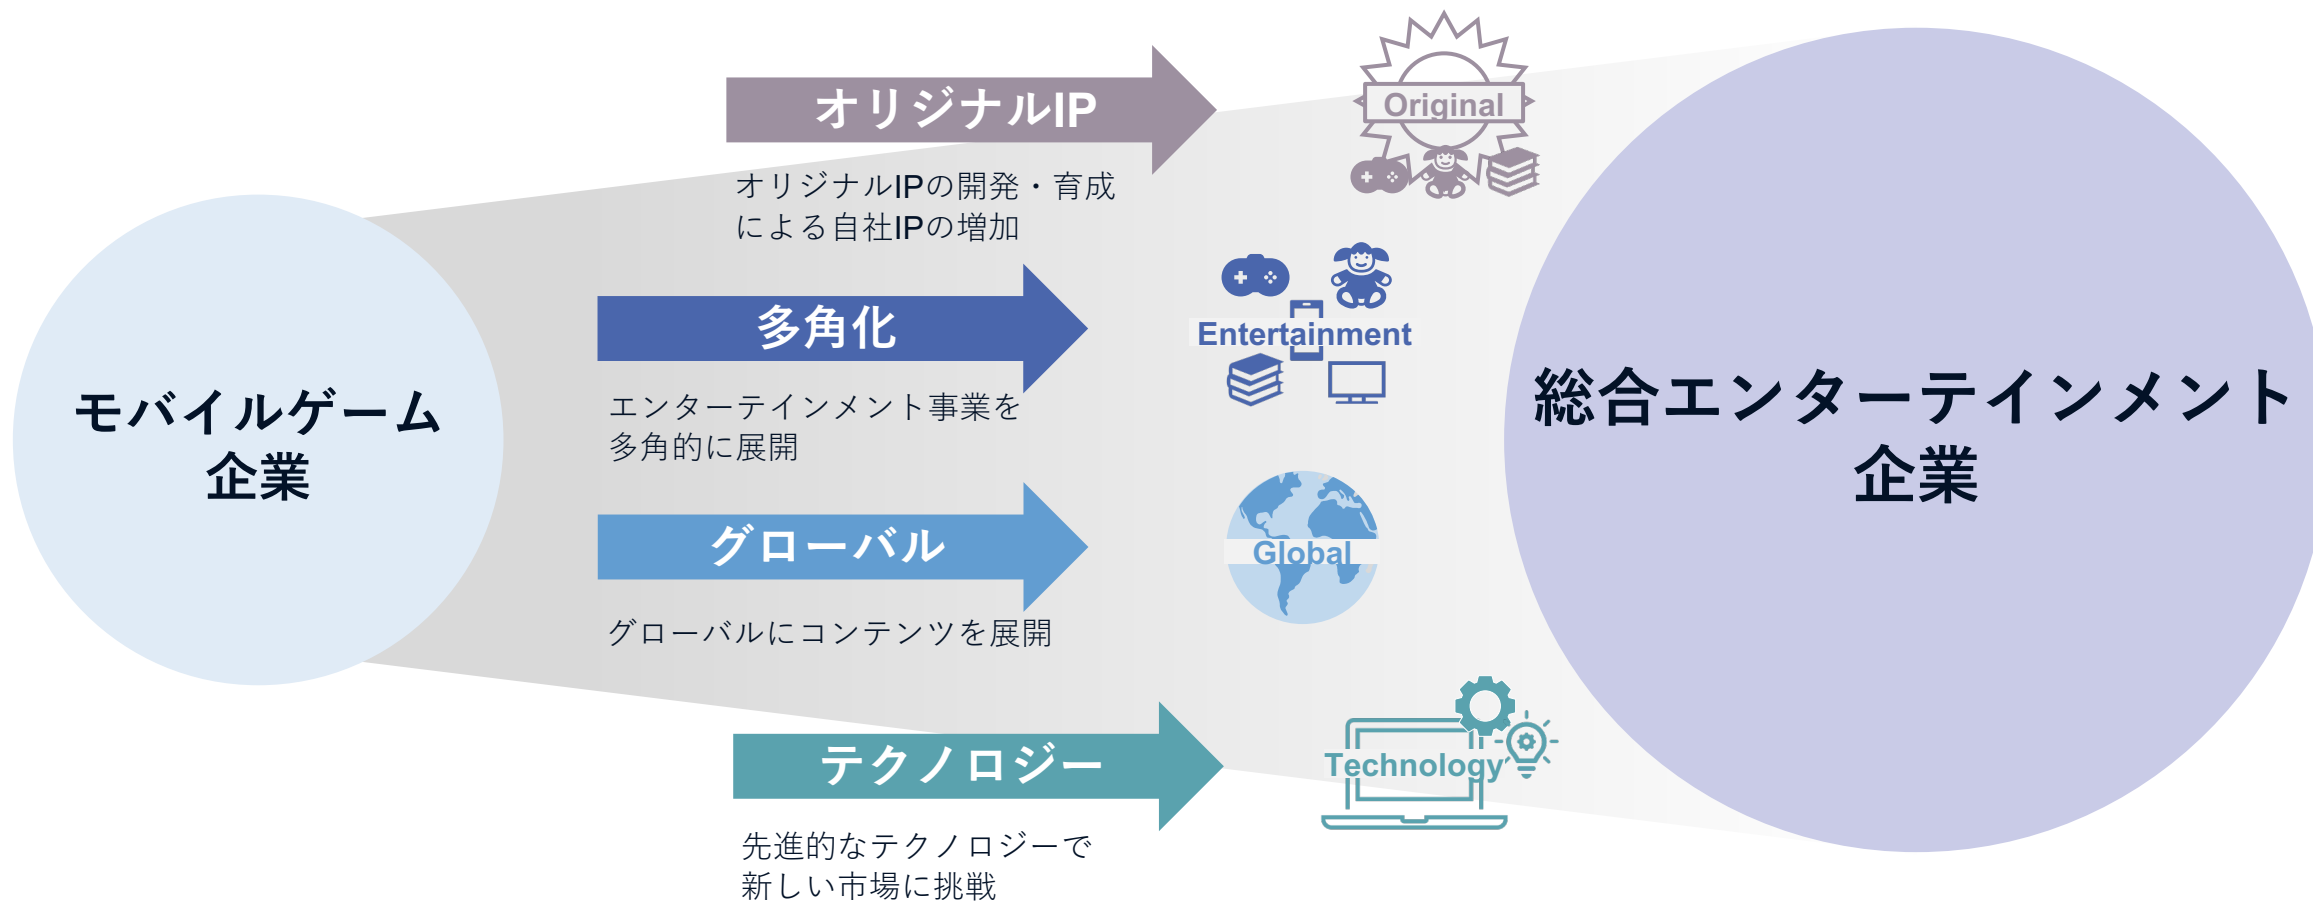 モバイルゲーム
企業
オリジナルIP
オリジナルIPの開発・育成
による自社IPの増加
Original
多角化
エンターテインメント事業を
多角的に展開
Entertainment
グローバル
グローバルにコンテンツを展開
Global
テクノロジー
先進的なテクノロジーで
新しい市場に挑戦
Technology
総合エンターテインメント
企業